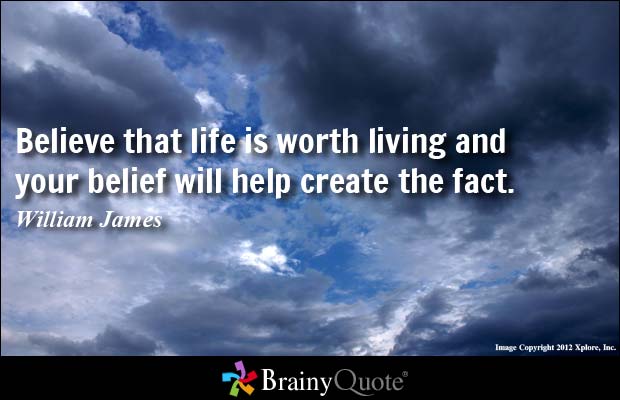 Believe that life is worth living and
your belief will help create the fact.
William James
Image Copyright 2012 Xplore, Inc.
BrainyQuote®